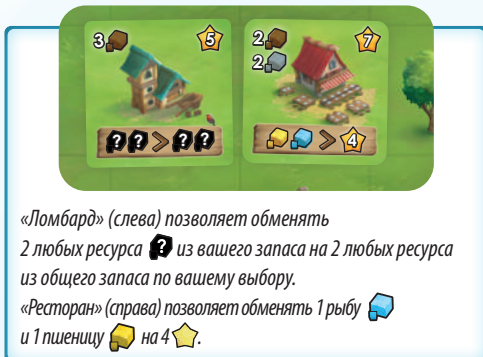 3 5
2 7
2
? ? > ? ?
> 4
«Ломбард» (слева) позволяет обменять
2 любых ресурса ? из вашего запаса на 2 любых ресурса
из общего запаса по вашему выбору.
«Ресторан» (справа) позволяет обменять 1 рыбу
и 1 пшеницу на 4 .